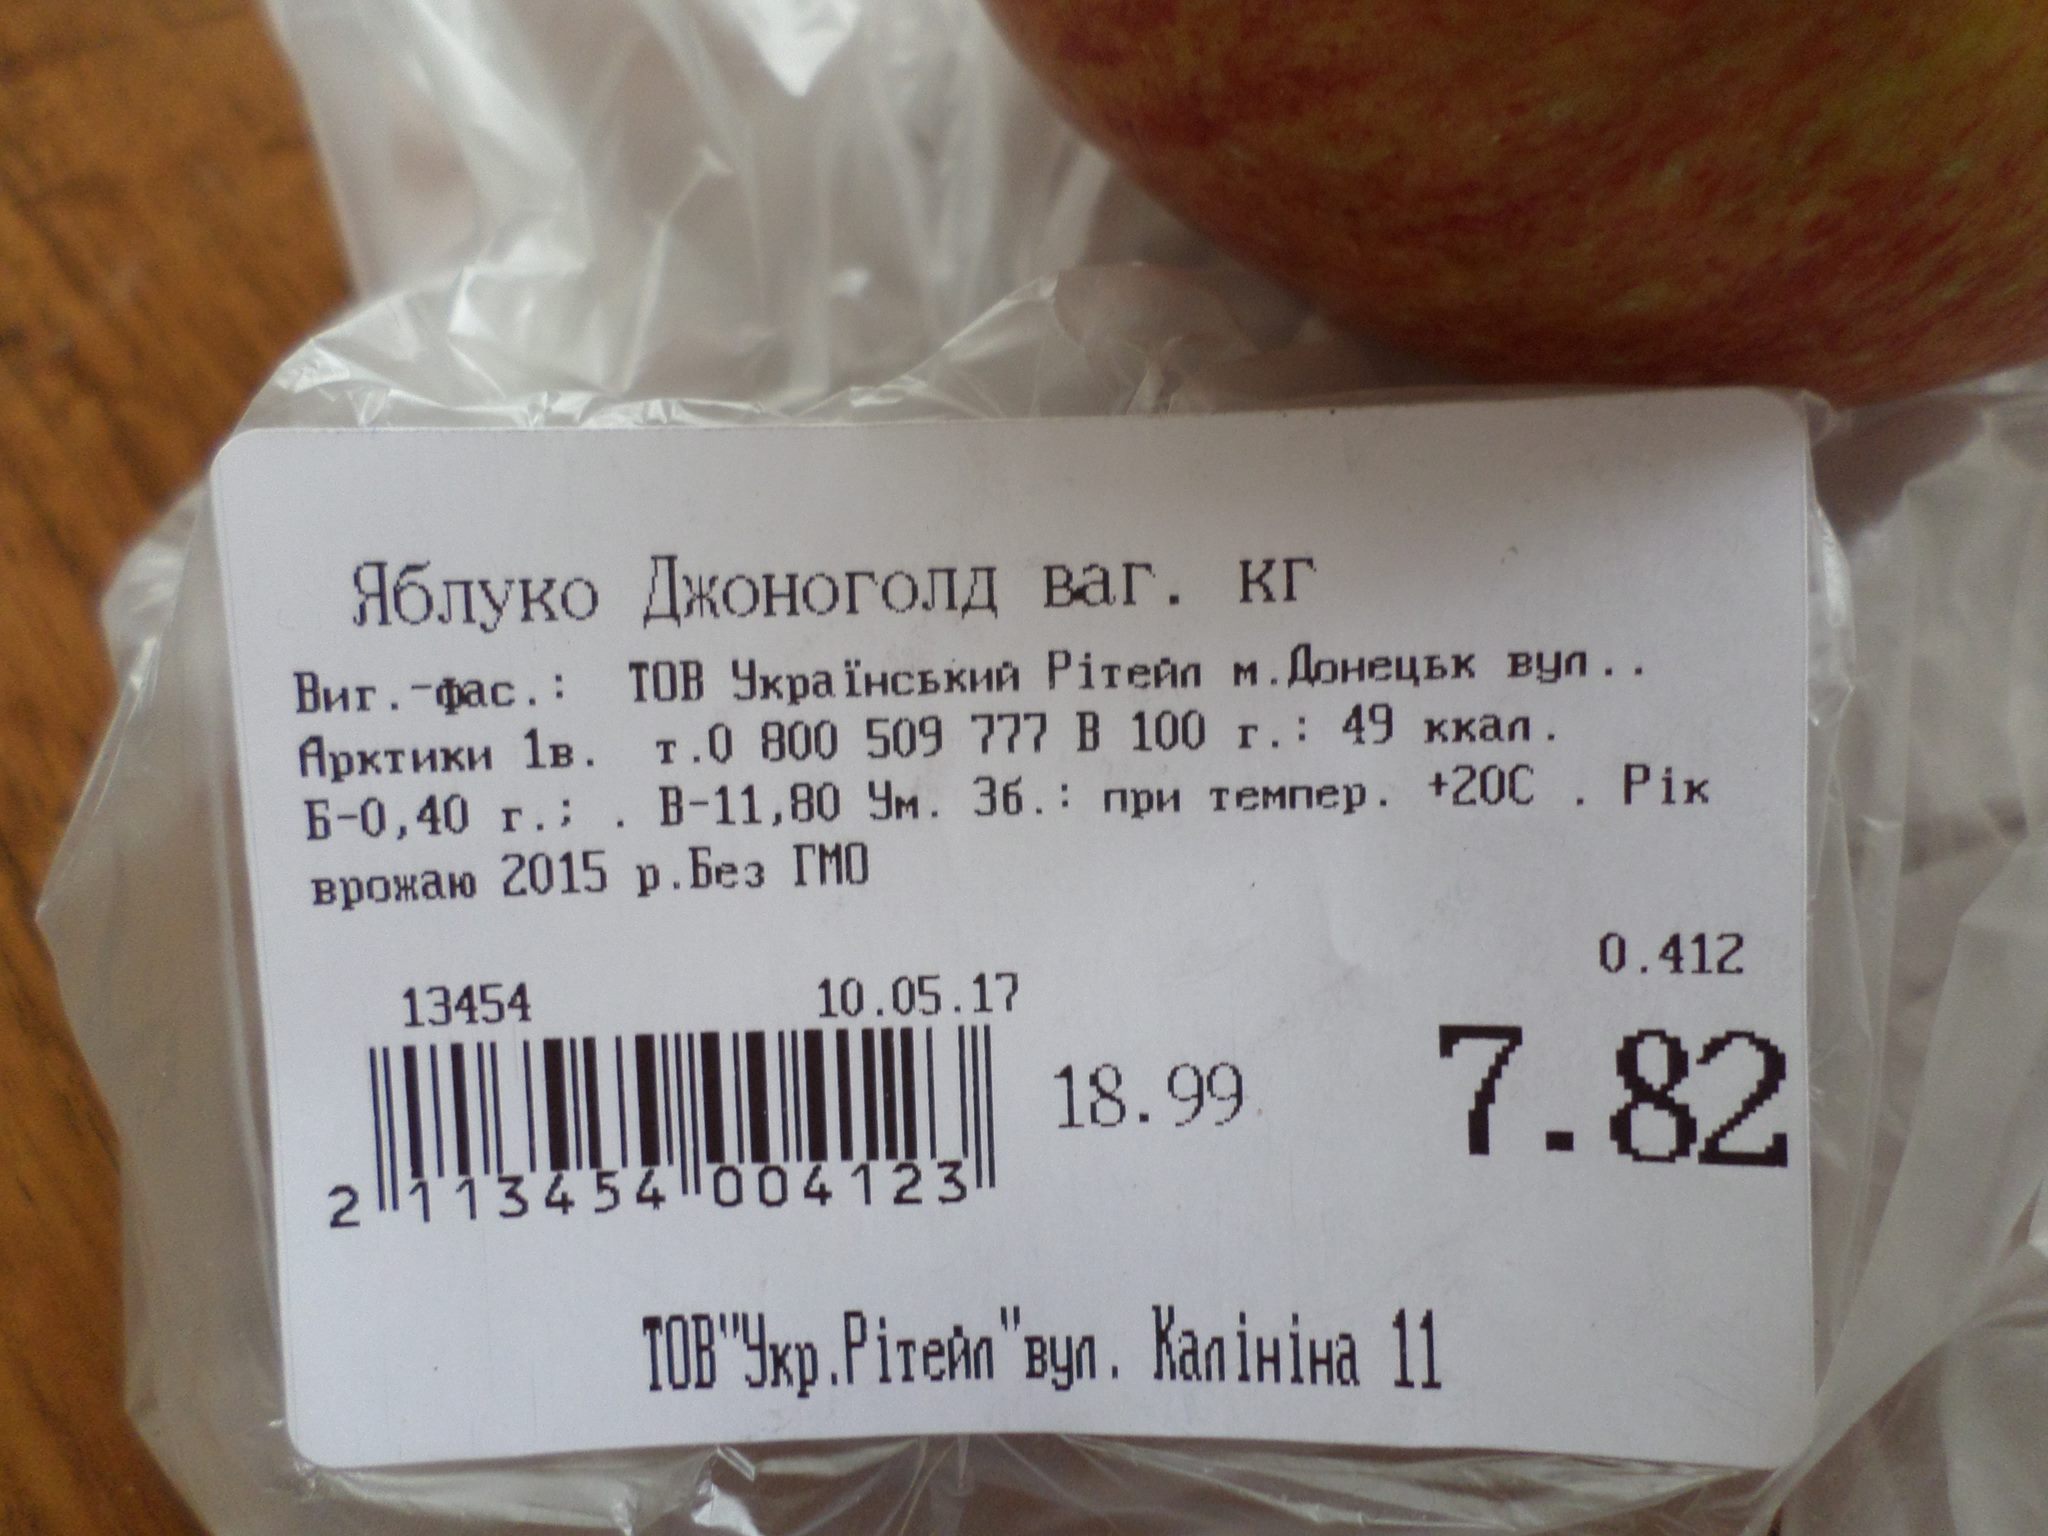 Яблуко Джоноголд ваг. кг
Виг.-фас.: ТОВ Український Рітейл м.Донецьк вул..
Арктики 1в. т.0 800 509 777 В 100 г.: 49 ккал.
Б-0,40 г.; . В-11,80 Ум. Зб.: при темпер. +20С . Рік
врожаю 2015 р.Без ГМО
0.412
13454 10.05.17
18.99 7.82
2 113454 004123
ТОВ"Укр.Рітейл"вул. Калініна 11